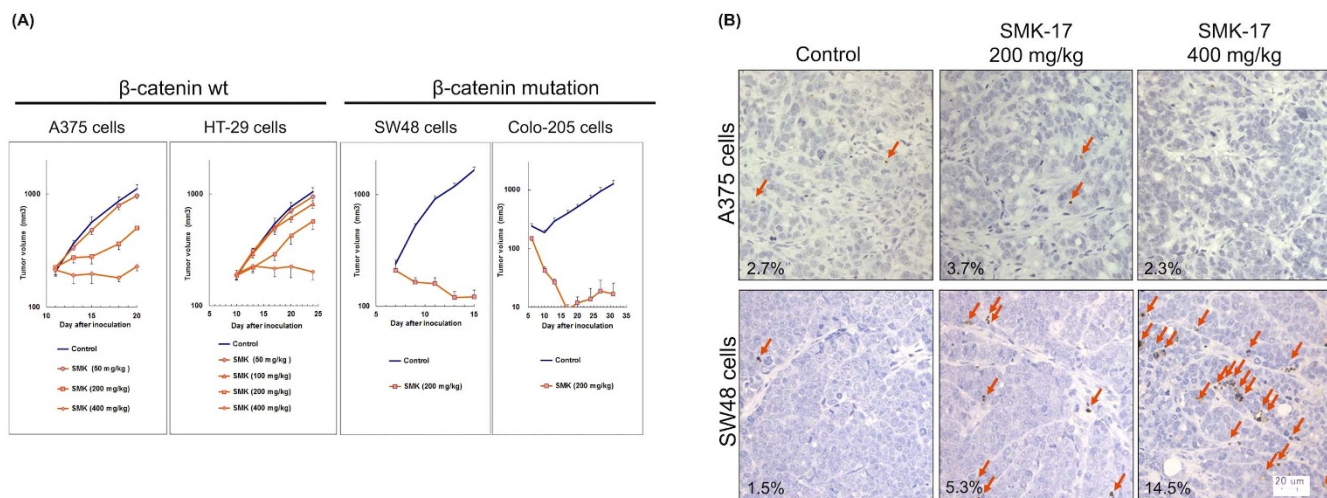 (A)
β-catenin wt
β-catenin mutation
A375 cells
HT-29 cells
SW48 cells
Colo-205 cells
Tumor volume (mm3)
1000
100
10
15
20
Day after inoculation
Control
SMK (50 mg/kg )
SMK (200 mg/kg)
SMK (400 mg/kg)
Tumor volume (mm3)
1000
100
5
10
15
20
25
Day after inoculation
Control
SMK (50 mg/kg )
SMK (100 mg/kg)
SMK (200 mg/kg)
SMK (400 mg/kg)
Tumor volume (mm3)
1000
100
5
10
15
Day after inoculation
Control
SMK (200 mg/kg)
Tumor volume (mm3)
1000
100
10
5
10
15
20
25
30
35
Day after inoculation
Control
SMK (200 mg/kg)
(B)
Control
SMK-17
200 mg/kg
SMK-17
400 mg/kg
A375 cells
2.7%
3.7%
2.3%
SW48 cells
1.5%
5.3%
14.5%
20 um